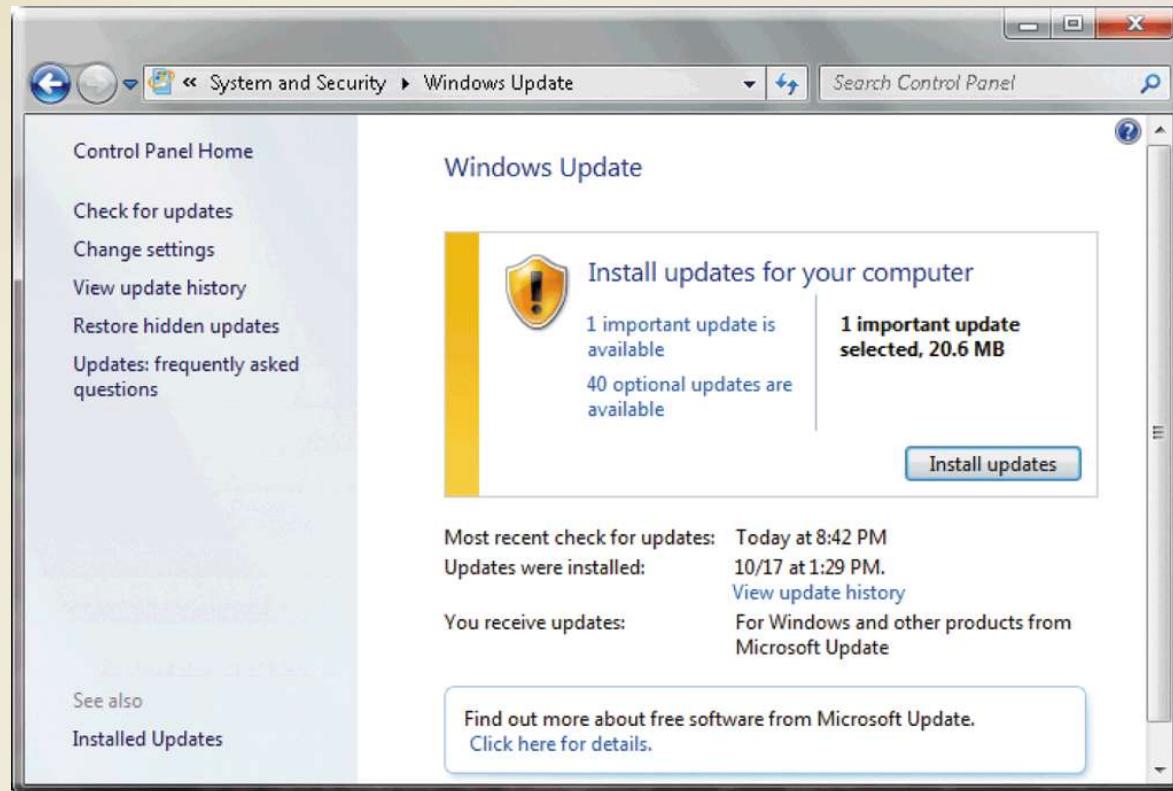 « System and Security ▸ Windows Update
Search Control Panel
Control Panel Home
Check for updates
Change settings
View update history
Restore hidden updates
Updates: frequently asked
questions
See also
Installed Updates
Windows Update
Install updates for your computer
1 important update is
available
40 optional updates are
available
1 important update
selected, 20.6 MB
Install updates
Most recent check for updates: Today at 8:42 PM
Updates were installed: 10/17 at 1:29 PM.
View update history
You receive updates: For Windows and other products from
Microsoft Update
Find out more about free software from Microsoft Update.
Click here for details.